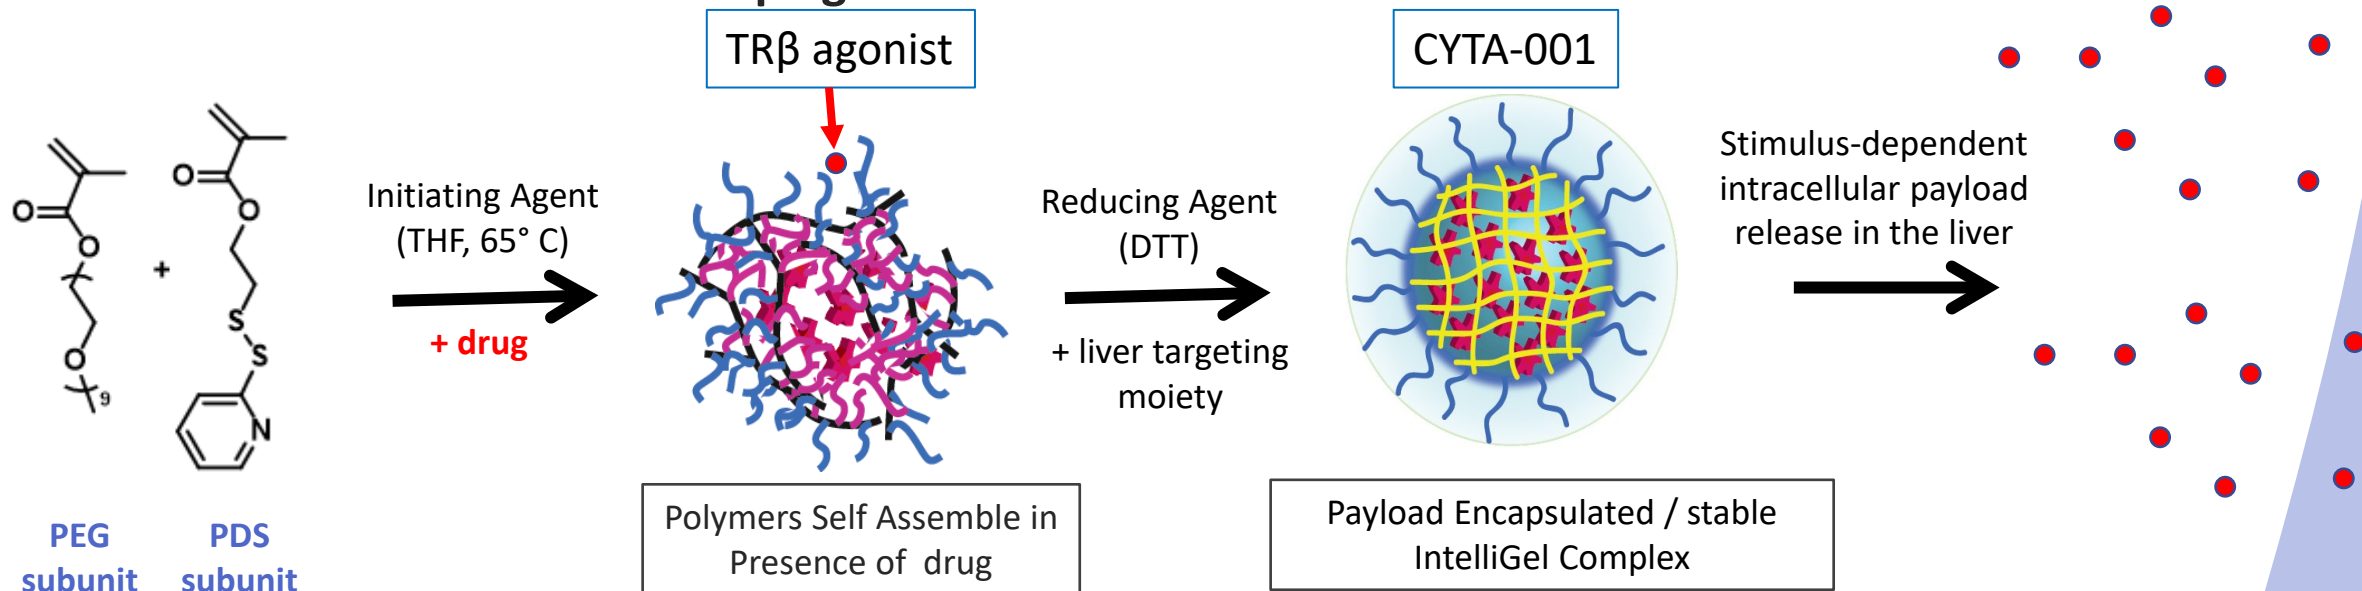 TRβ agonist
CYTA-001
O
O
9
O
+
O
O
S
S
N
PEG
subunit
PDS
subunit
Initiating Agent
(THF, 65° C)
+ drug
Polymers Self Assemble in
Presence of drug
Reducing Agent
(DTT)
+ liver targeting
moiety
Payload Encapsulated / stable
IntelliGel Complex
Stimulus-dependent
intracellular payload
release in the liver